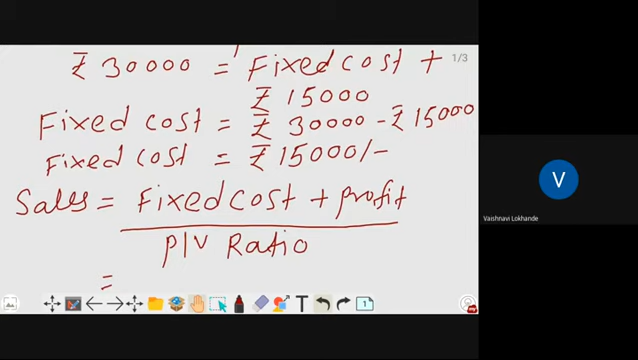 ₹ 30000 = Fixed cost +
1/3
₹ 15000
Fixed cost = ₹ 30000 - ₹ 15000
Fixed cost = ₹ 15000/-
Sales = Fixed cost + profit
P/V Ratio
=
V
Vaishnavi Lokhande
T
1